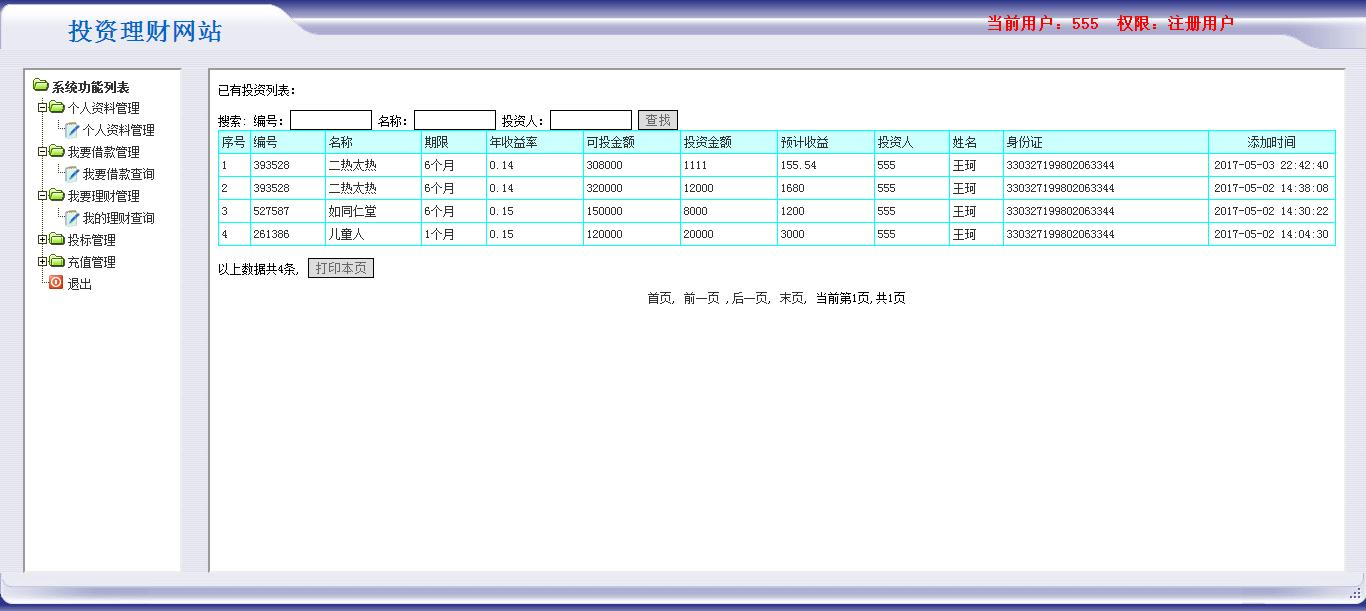 投资理财网站
当前用户：555 权限：注册用户
系统功能列表
个人资料管理
个人资料管理
我要借款管理
我要借款查询
我要理财管理
我的理财查询
投标管理
充值管理
退出
已有投资列表：
搜索：编号： 名称： 投资人： 查找
序号 编号 名称 期限 年收益率 可投金额 投资金额 预计收益 投资人 姓名 身份证 添加时间
1 393528 二热太热 6个月 0.14 308000 1111 155.54 555 王珂 330327199802063344 2017-05-03 22:42:40
2 393528 二热太热 6个月 0.14 320000 12000 1680 555 王珂 330327199802063344 2017-05-02 14:38:08
3 527587 如同仁堂 6个月 0.15 150000 8000 1200 555 王珂 330327199802063344 2017-05-02 14:30:22
4 261386 儿童人 1个月 0.15 120000 20000 3000 555 王珂 330327199802063344 2017-05-02 14:04:30
以上数据共4条, 打印本页
首页, 前一页 ,后一页, 末页, 当前第1页,共1页